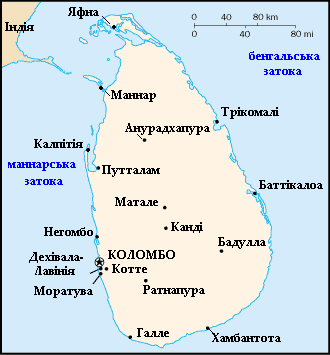 Яфна
0 40 80 km
0 40 80 mi
Індія
бенгальська
затока
Маннар
Трікомалі
Анурадхапура
Калпітія
маннарська
затока
Путталам
Баттікалоа
Матале
Канді
Негомбо
Бадулла
Дехівала-
Лавінія
КОЛОМБО
Котте
Моратува
Ратнапура
Галле
Хамбантота